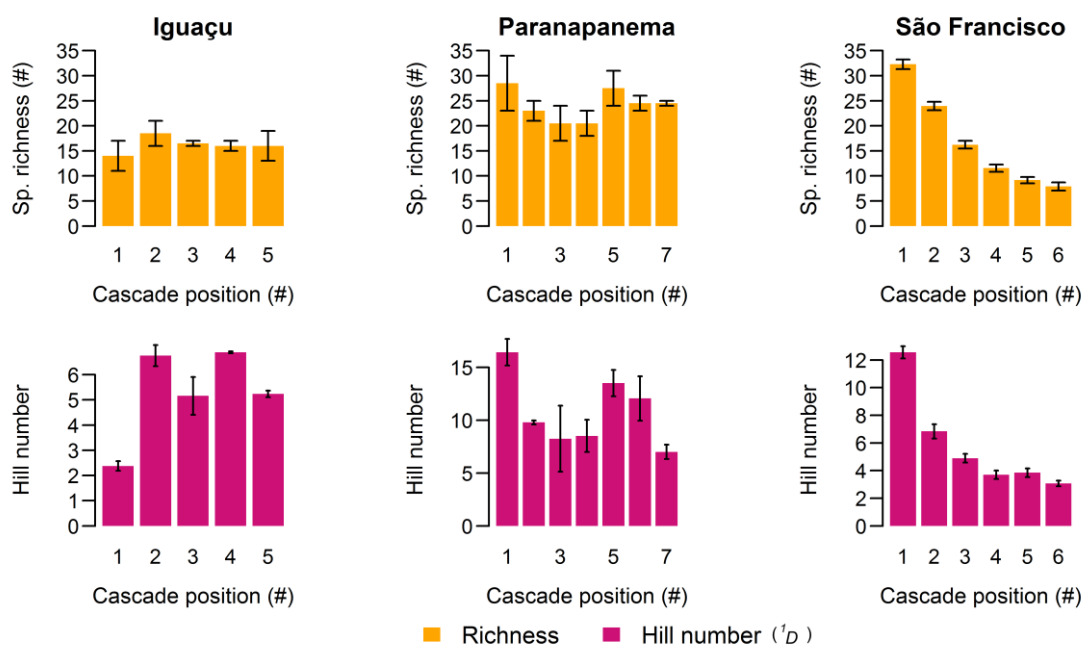 Iguaçu
Paranapanema
São Francisco
Sp. richness (#)
35
30
25
20
15
10
5
0
1 2 3 4 5
Cascade position (#)
Sp. richness (#)
35
30
25
20
15
10
5
0
1 3 5 7
Cascade position (#)
Sp. richness (#)
35
30
25
20
15
10
5
0
1 2 3 4 5 6
Cascade position (#)
Hill number
6
5
4
3
2
1
0
1 2 3 4 5
Cascade position (#)
Hill number
15
10
5
0
1 3 5 7
Cascade position (#)
Hill number
12
10
8
6
4
2
0
1 2 3 4 5 6
Cascade position (#)
Richness
Hill number (¹D)